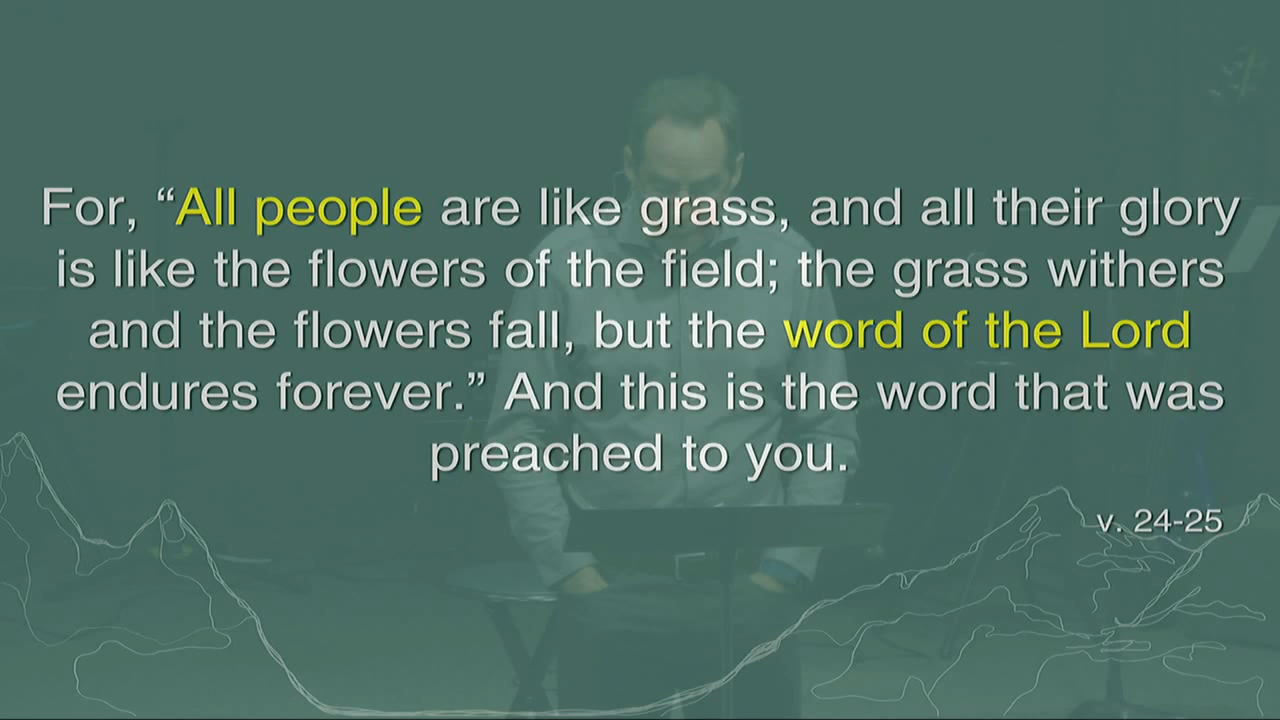 For, “All people are like grass, and all their glory
is like the flowers of the field; the grass withers
and the flowers fall, but the word of the Lord
endures forever.” And this is the word that was
preached to you.
v. 24-25